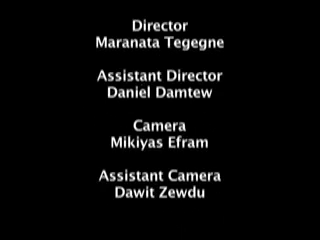 Director
Maranata Tegegne
Assistant Director
Daniel Damtew
Camera
Mikiyas Efram
Assistant Camera
Dawit Zewdu